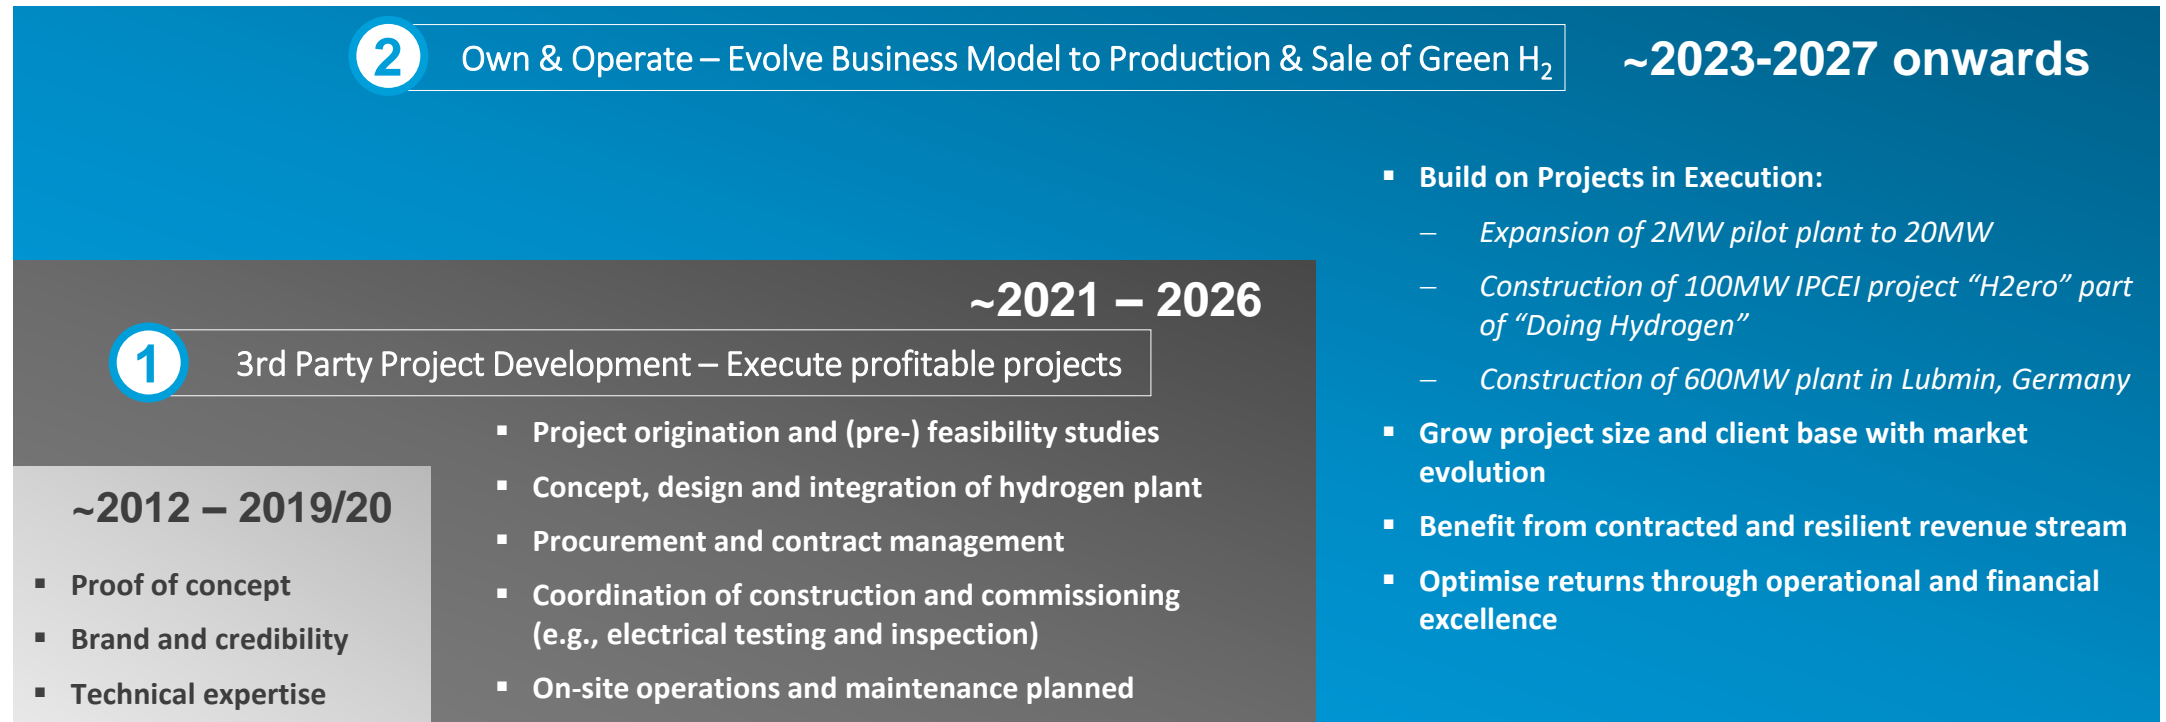 2 Own & Operate – Evolve Business Model to Production & Sale of Green H₂
~2023-2027 onwards
▪ Build on Projects in Execution:
– Expansion of 2MW pilot plant to 20MW
– Construction of 100MW IPCEI project “H2ero” part
of “Doing Hydrogen”
– Construction of 600MW plant in Lubmin, Germany
▪ Grow project size and client base with market
evolution
▪ Benefit from contracted and resilient revenue stream
▪ Optimise returns through operational and financial
excellence
~2021 – 2026
1 3rd Party Project Development – Execute profitable projects
▪ Project origination and (pre-) feasibility studies
▪ Concept, design and integration of hydrogen plant
▪ Procurement and contract management
▪ Coordination of construction and commissioning
(e.g., electrical testing and inspection)
▪ On-site operations and maintenance planned
~2012 – 2019/20
▪ Proof of concept
▪ Brand and credibility
▪ Technical expertise